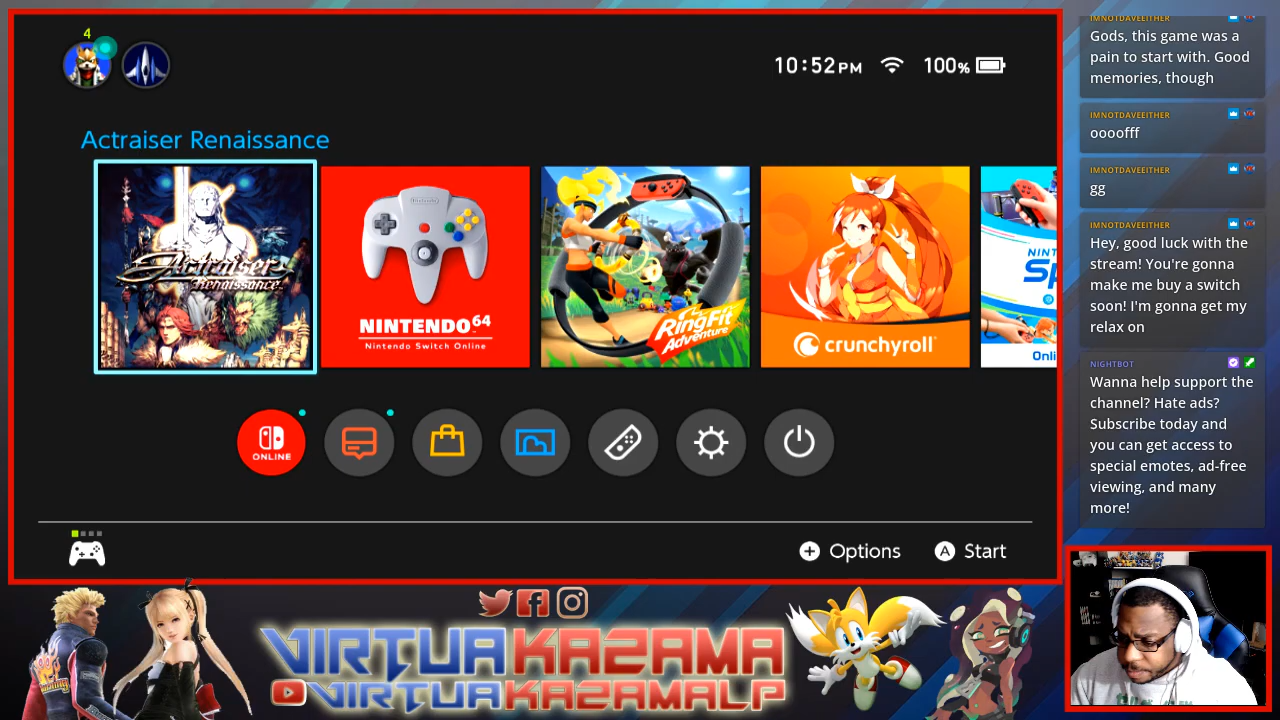 4
10:52PM 100%
Actraiser Renaissance
Actraiser
Renaissance
NINTENDO 64
Nintendo Switch Online
RingFit
Adventure
crunchyroll
NINT
Onli
ONLINE
Options
A Start
VIRTUAKAZAMA
VIRTUAKAZAMALP
IMNOTDAVEEITHER
Gods, this game was a
pain to start with. Good
memories, though
IMNOTDAVEEITHER
oooofff
IMNOTDAVEEITHER
gg
IMNOTDAVEEITHER
Hey, good luck with the
stream! You're gonna
make me buy a switch
soon! I'm gonna get my
relax on
NIGHTBOT
Wanna help support the
channel? Hate ads?
Subscribe today and
you can get access to
special emotes, ad-free
viewing, and many
more!